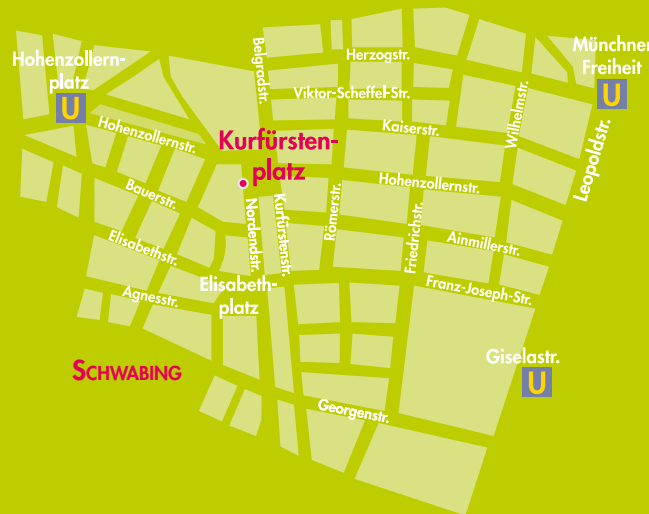 Hohenzollern-
platz
U
Belgradstr.
Herzogstr.
Viktor-Scheffel-Str.
Münchner
Freiheit
U
Hohenzollernstr.
Kurfürsten-
platz
Kaiserstr.
Wilhelmstr.
Leopoldstr.
Bauerstr.
Hohenzollernstr.
Nordendstr.
Kurfürstenstr.
Römerstr.
Friedrichstr.
Ainmillerstr.
Elisabethstr.
Elisabeth-
platz
Agnesstr.
Franz-Joseph-Str.
SCHWABING
Giselastr.
U
Georgenstr.